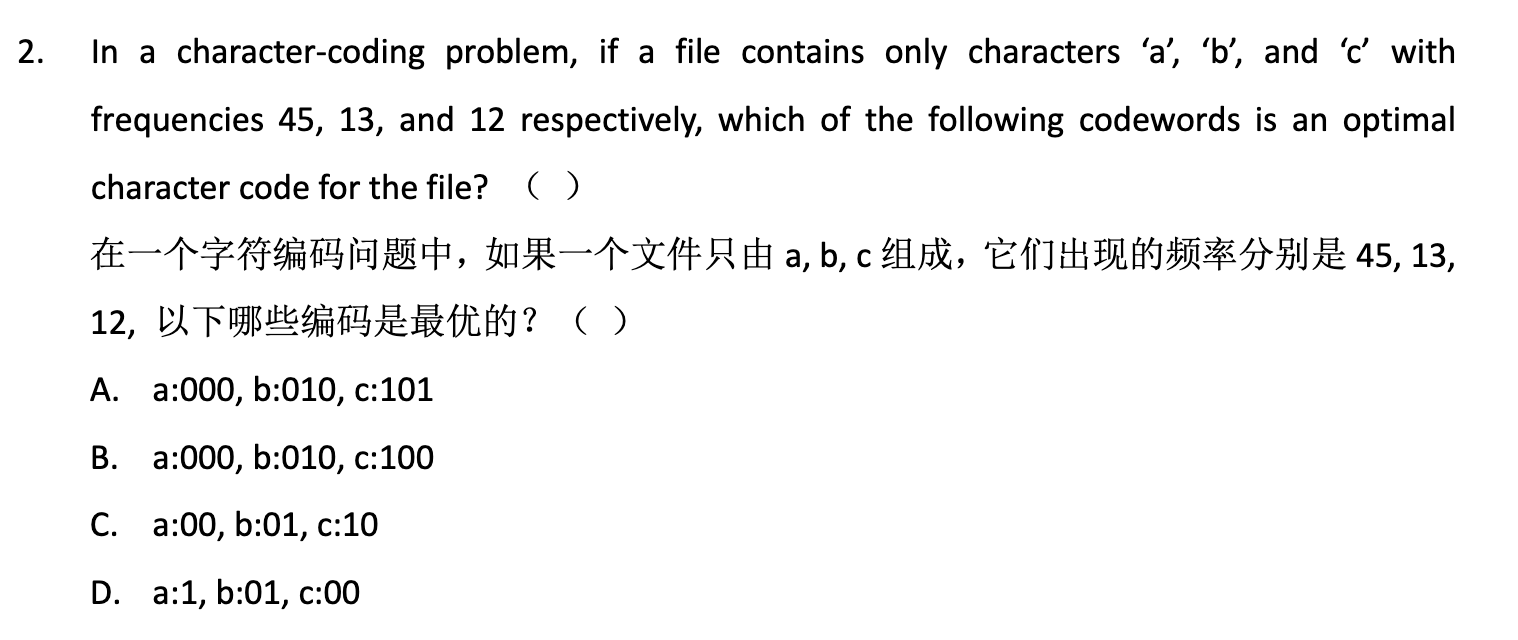 2. In a character-coding problem, if a file contains only characters ‘a’, ‘b’, and ‘c’ with
frequencies 45, 13, and 12 respectively, which of the following codewords is an optimal
character code for the file? （ ）
在一个字符编码问题中，如果一个文件只由 a, b, c 组成，它们出现的频率分别是 45, 13,
12, 以下哪些编码是最优的？（ ）
A. a:000, b:010, c:101
B. a:000, b:010, c:100
C. a:00, b:01, c:10
D. a:1, b:01, c:00